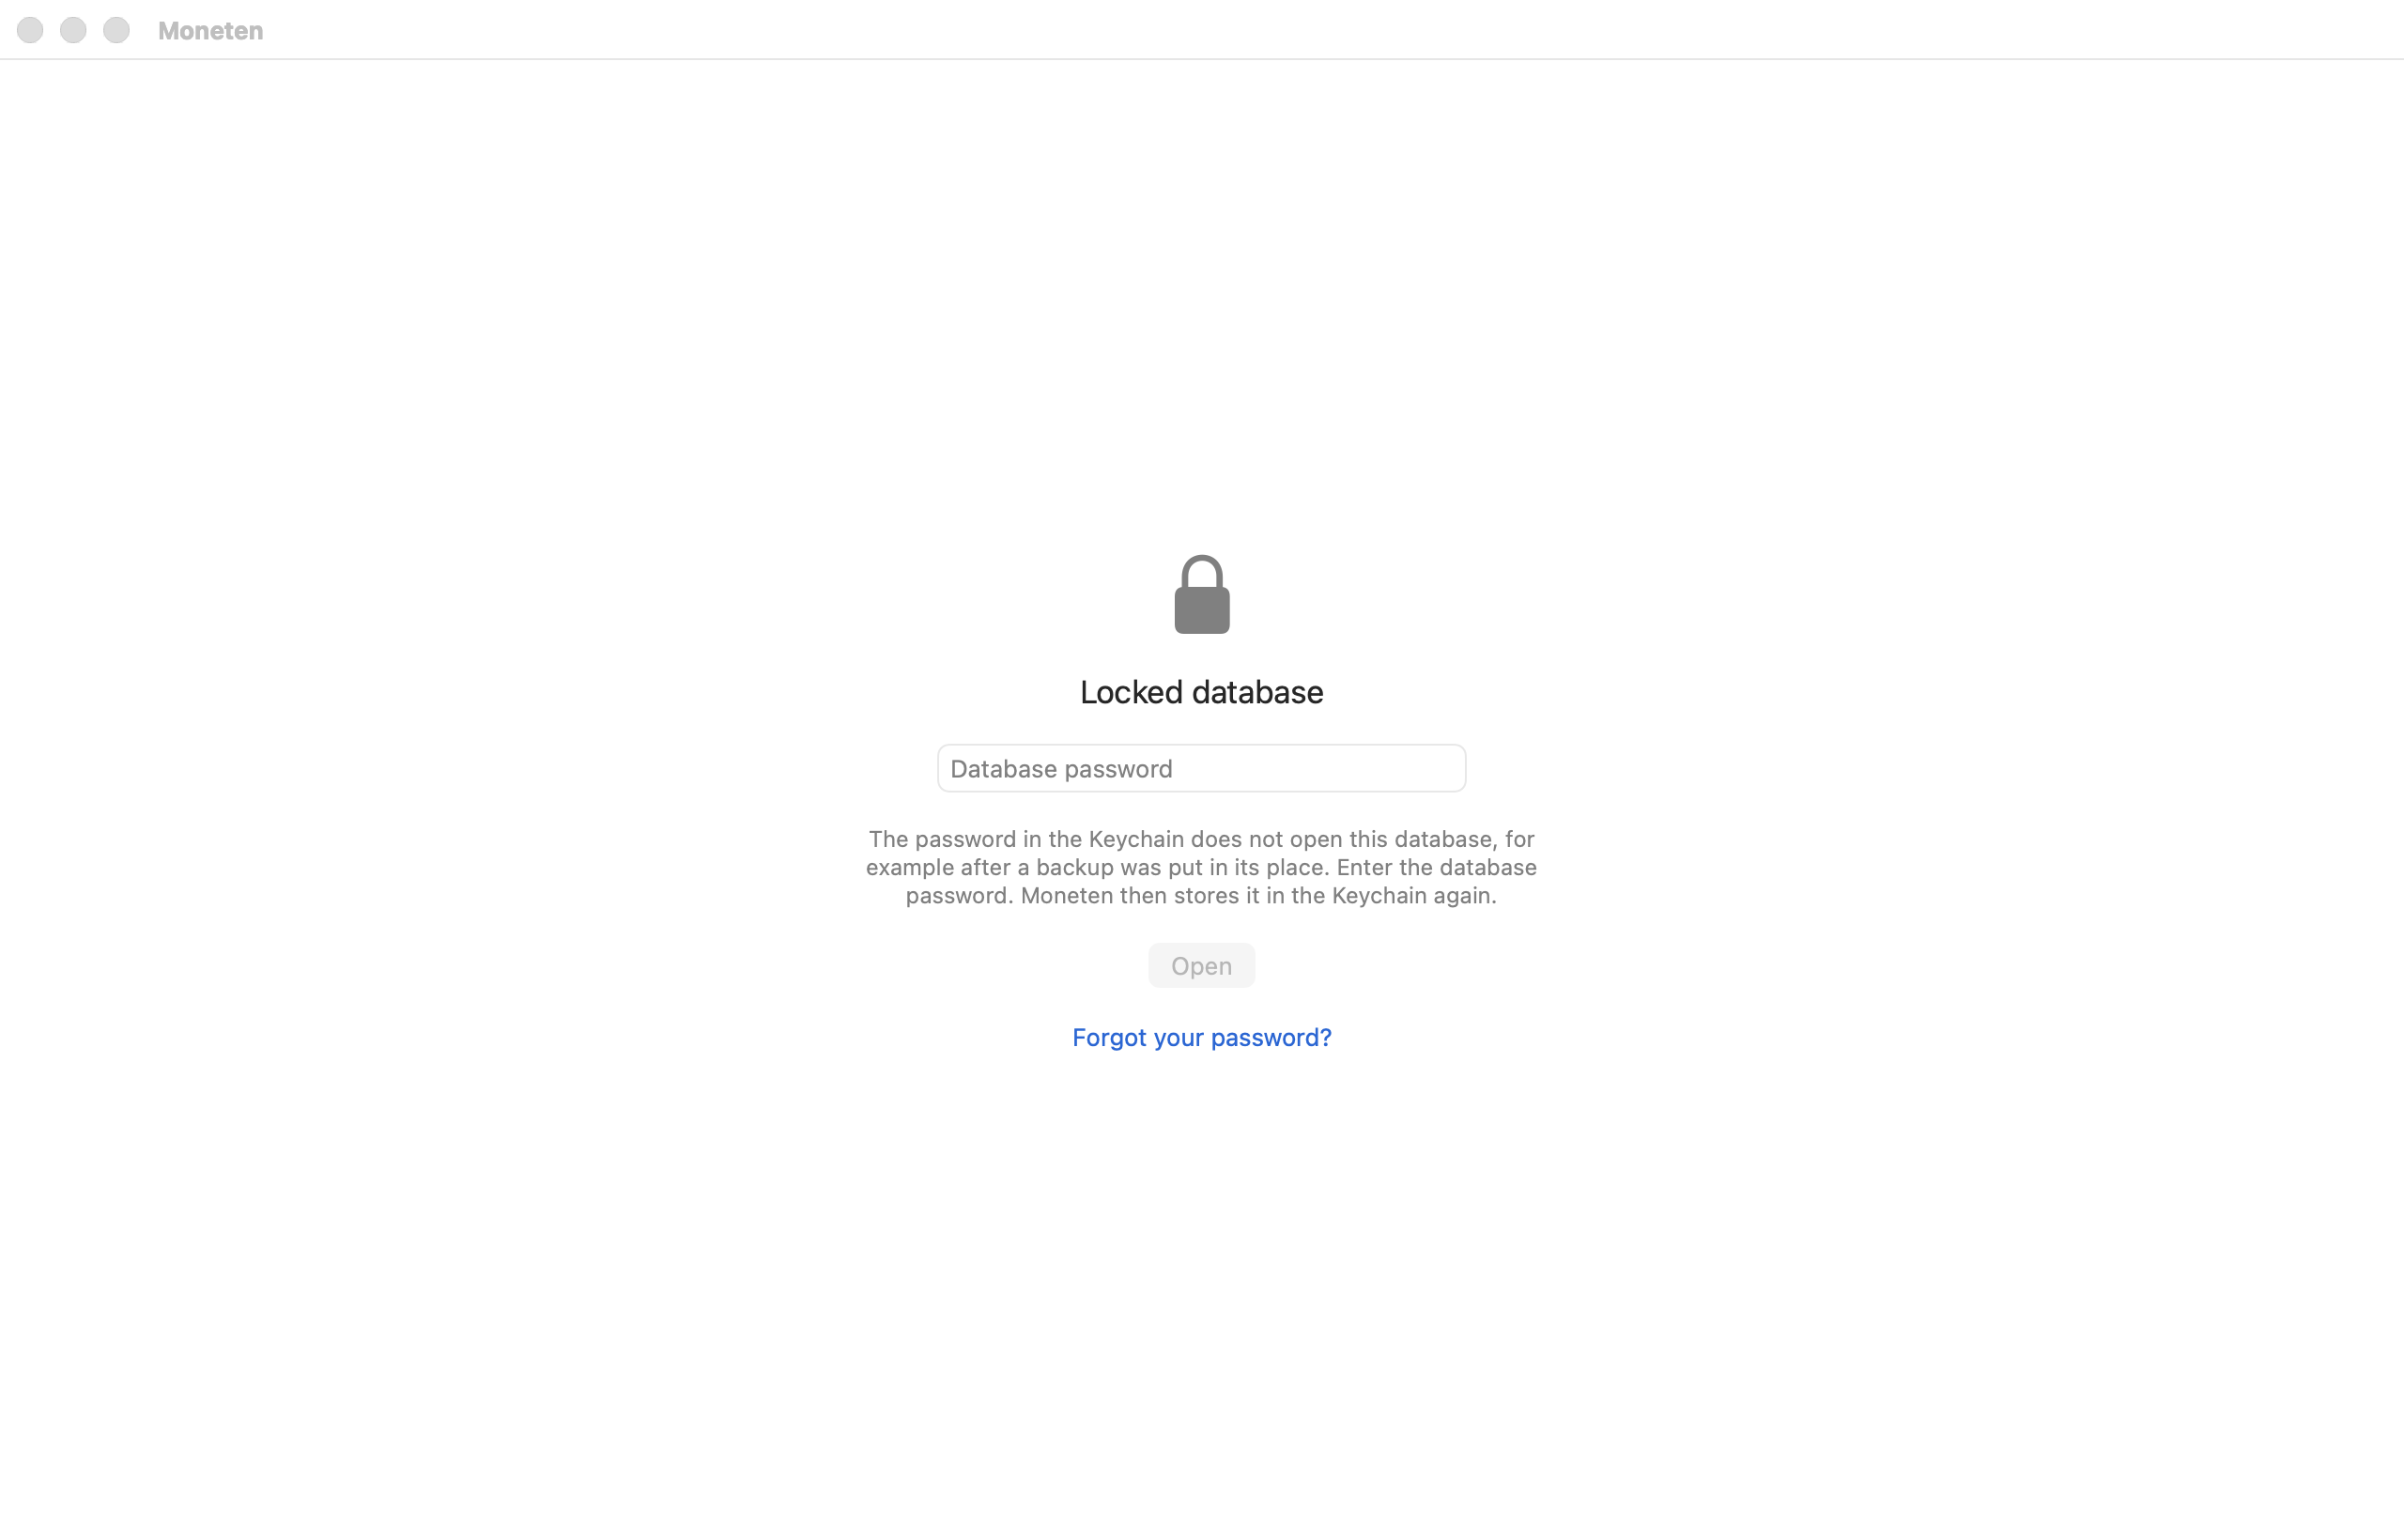 Moneten
Locked database
Database password
The password in the Keychain does not open this database, for
example after a backup was put in its place. Enter the database
password. Moneten then stores it in the Keychain again.
Open
Forgot your password?